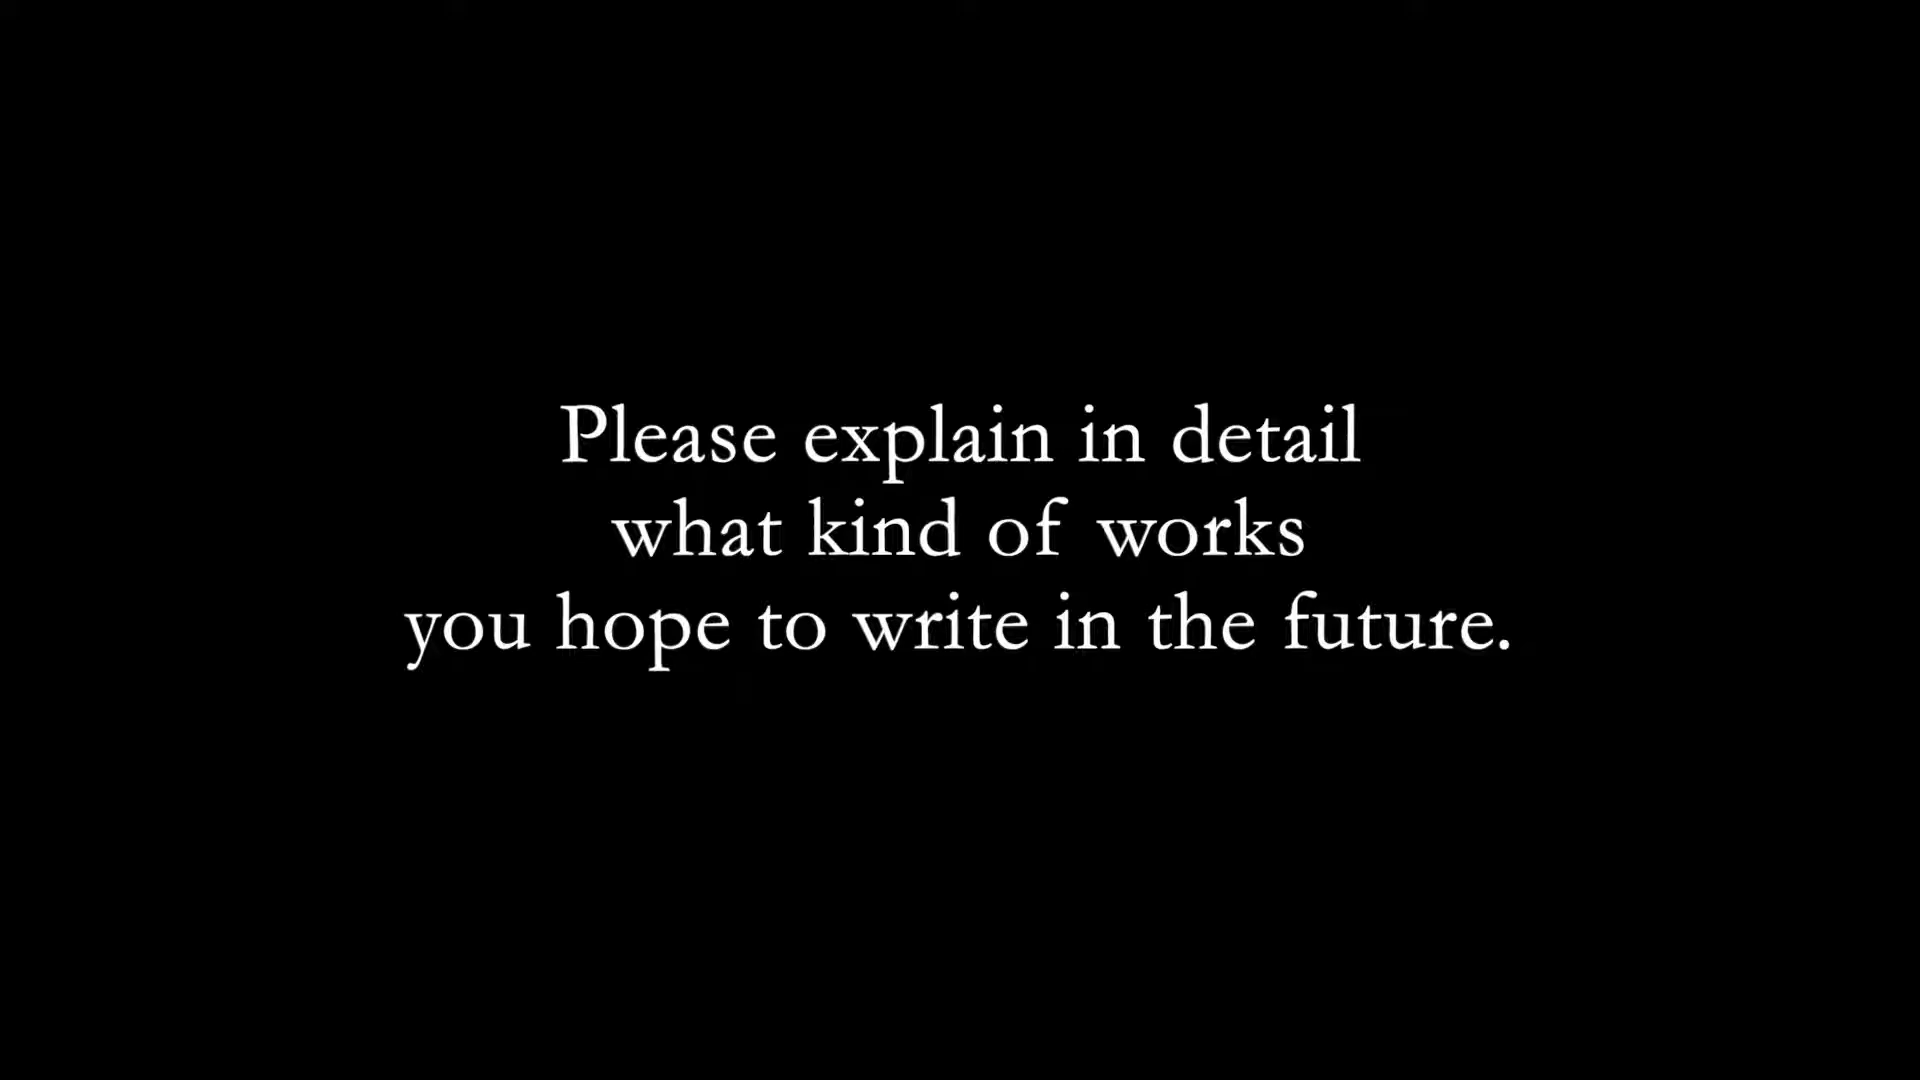 Please explain in detail
what kind of works
you hope to write in the future.